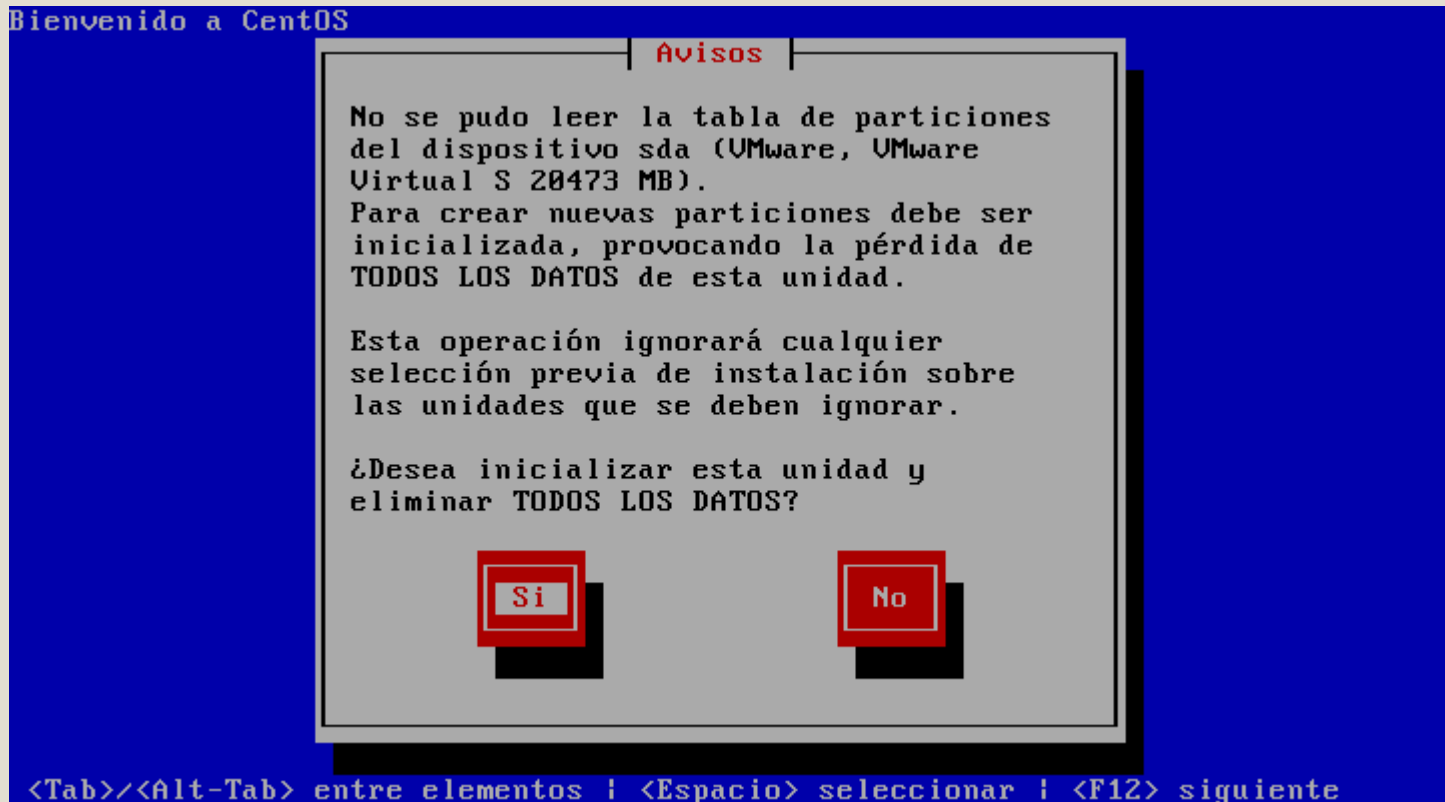 Bienvenido a CentOS
Avisos
No se pudo leer la tabla de particiones
del dispositivo sda (VMware, VMware
Virtual S 20473 MB).
Para crear nuevas particiones debe ser
inicializada, provocando la pérdida de
TODOS LOS DATOS de esta unidad.
Esta operación ignorará cualquier
selección previa de instalación sobre
las unidades que se deben ignorar.
¿Desea inicializar esta unidad y
eliminar TODOS LOS DATOS?
Si No
<Tab>/<Alt-Tab> entre elementos ¦ <Espacio> seleccionar ¦ <F12> siguiente